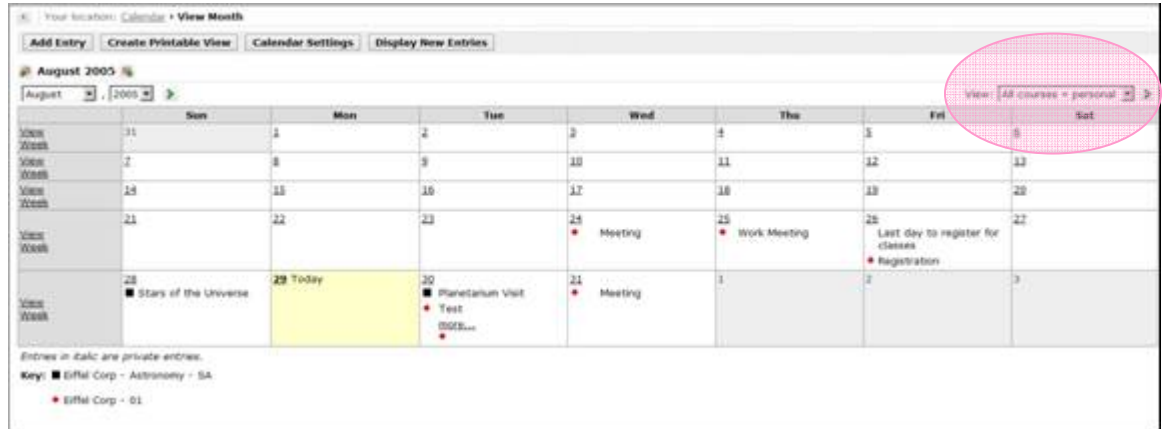 Your location: Calendar › View Month
Add Entry Create Printable View Calendar Settings Display New Entries
August 2005
August , 2005 View All courses + personal
Sun Mon Tue Wed Thu Fri Sat
View Week 31 1 2 3 4 5 6
View Week 7 8 9 10 11 12 13
View Week 14 15 16 17 18 19 20
View Week 21 22 23 24 25 26 27
Meeting Work Meeting Last day to register for classes
Registration
View Week 28 29 Today 30 31 1 2 3
Stars of the Universe Planetarium Visit Meeting
Test
more...
Entries in italic are private entries.
Key: Eiffel Corp - Astronomy - SA
Eiffel Corp - 01